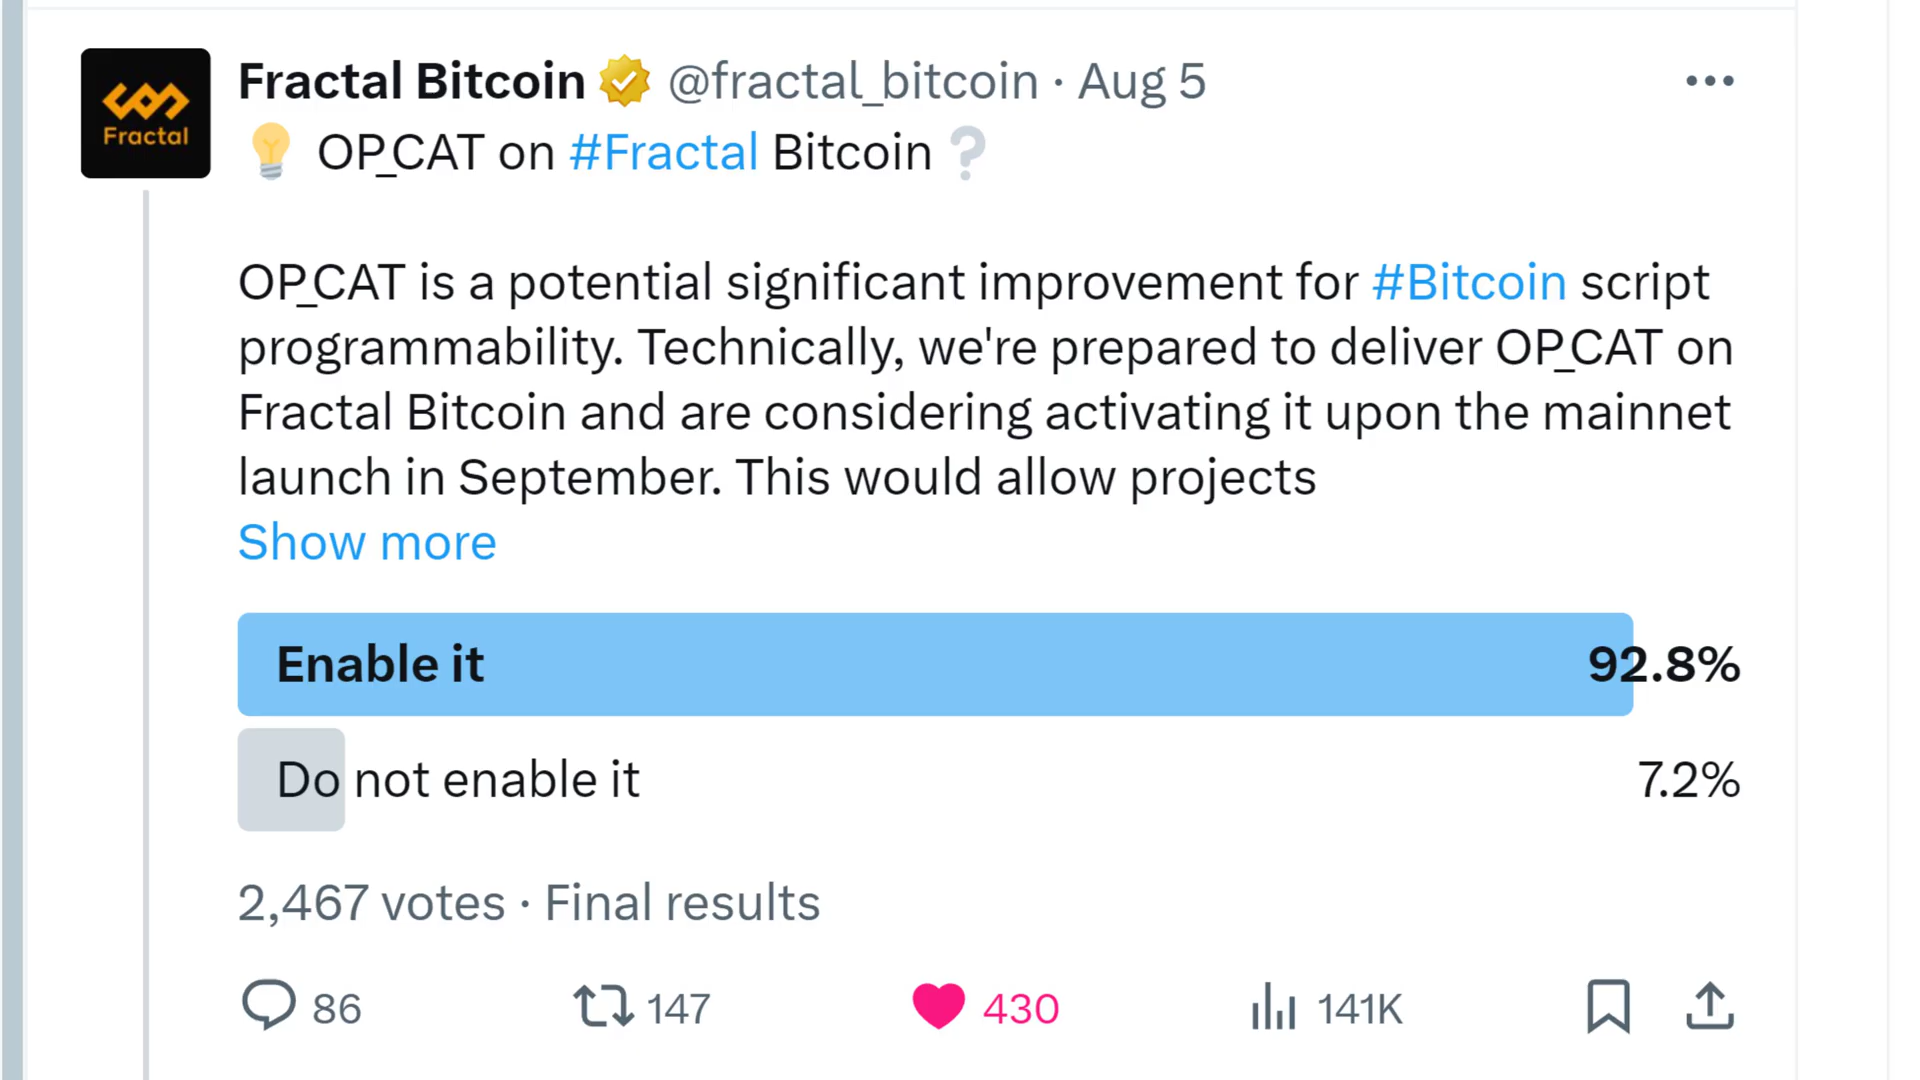 Fractal
Fractal Bitcoin @fractal_bitcoin · Aug 5
💡 OP_CAT on #Fractal Bitcoin ❔
OP_CAT is a potential significant improvement for #Bitcoin script
programmability. Technically, we're prepared to deliver OP_CAT on
Fractal Bitcoin and are considering activating it upon the mainnet
launch in September. This would allow projects
Show more
Enable it 92.8%
Do not enable it 7.2%
2,467 votes · Final results
86 147 430 141K